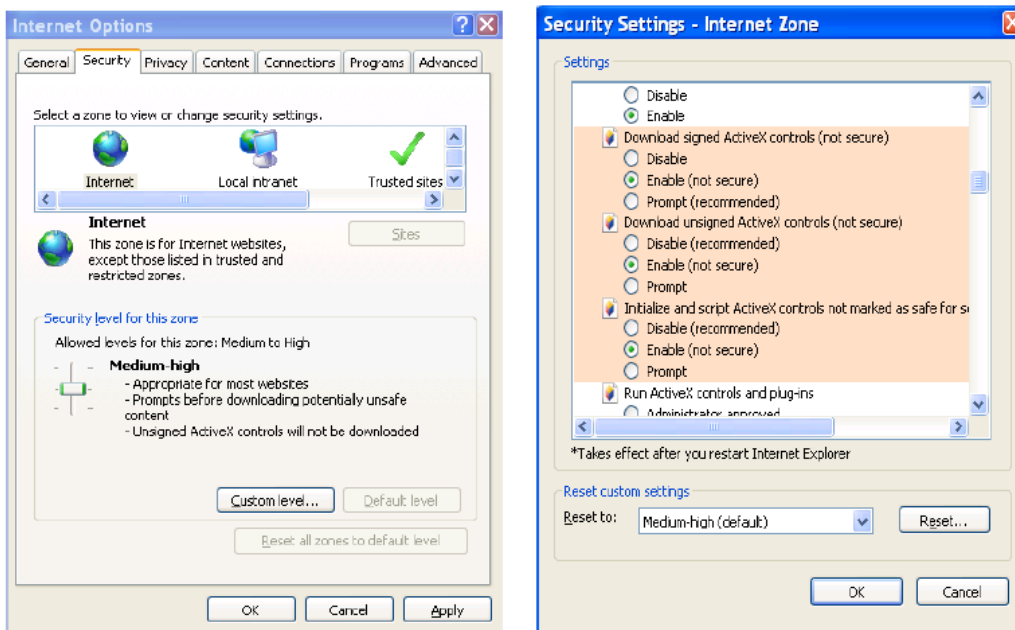 Internet Options
General Security Privacy Content Connections Programs Advanced
Select a zone to view or change security settings.
Internet Local intranet Trusted sites
Internet
This zone is for Internet websites,
except those listed in trusted and
restricted zones.
Sites
Security level for this zone
Allowed levels for this zone: Medium to High
Medium-high
- Appropriate for most websites
- Prompts before downloading potentially unsafe
content
- Unsigned ActiveX controls will not be downloaded
Custom level... Default level
Reset all zones to default level
OK Cancel Apply
Security Settings - Internet Zone
Settings
Disable
Enable
Download signed ActiveX controls (not secure)
Disable
Enable (not secure)
Prompt (recommended)
Download unsigned ActiveX controls (not secure)
Disable (recommended)
Enable (not secure)
Prompt
Initialize and script ActiveX controls not marked as safe for s
Disable (recommended)
Enable (not secure)
Prompt
Run ActiveX controls and plug-ins
Administrator approved
*Takes effect after you restart Internet Explorer
Reset custom settings
Reset to: Medium-high (default) Reset...
OK Cancel